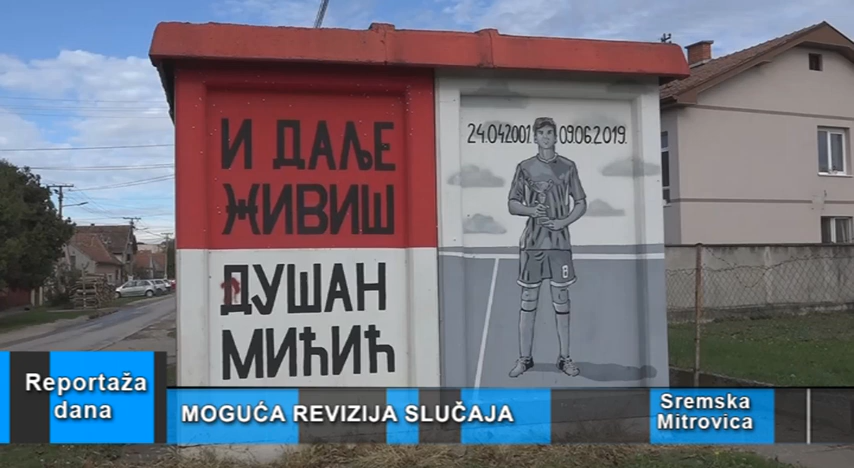 И ДАЉЕ
ЖИВИШ
ДУШАН
МИЋИЋ
24.04.2001. 09.06.2019.
8
Reportaža
dana
MOGUĆA REVIZIJA SLUČAJA
Sremska
Mitrovica